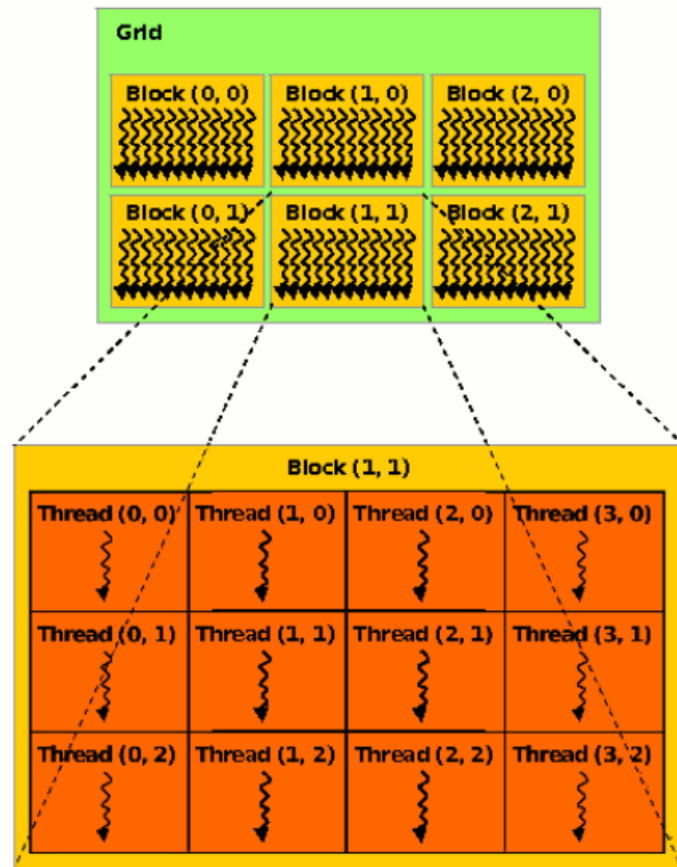 Grid
Block (0, 0) Block (1, 0) Block (2, 0)
Block (0, 1) Block (1, 1) Block (2, 1)
Block (1, 1)
Thread (0, 0) Thread (1, 0) Thread (2, 0) Thread (3, 0)
Thread (0, 1) Thread (1, 1) Thread (2, 1) Thread (3, 1)
Thread (0, 2) Thread (1, 2) Thread (2, 2) Thread (3, 2)